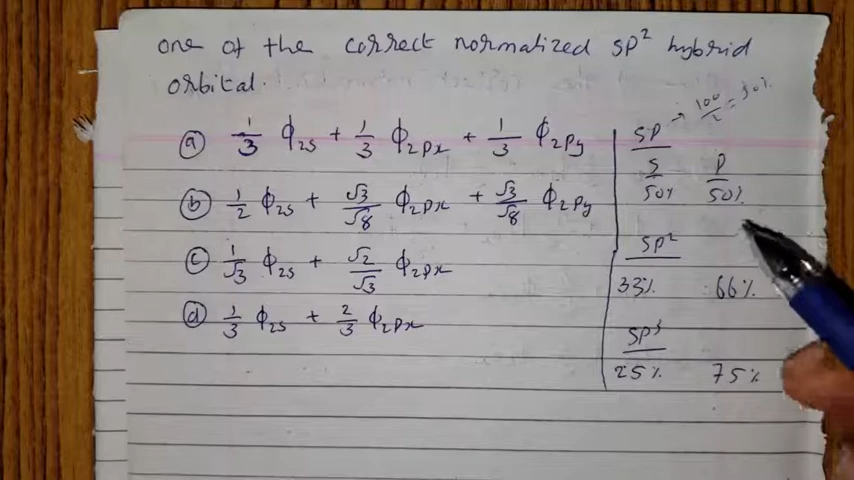 one of the correct normalized SP² hybrid
orbital.
ⓐ 1/3 ϕ2s + 1/3 ϕ2px + 1/3 ϕ2py
ⓑ 1/2 ϕ2s + √3/√8 ϕ2px + √3/√8 ϕ2py
ⓒ 1/√3 ϕ2s + √2/√3 ϕ2px
ⓓ 1/3 ϕ2s + 2/3 ϕ2px
SP → 100/2 = 50%
S P
50% 50%
SP²
33% 66%
SP³
25% 75%